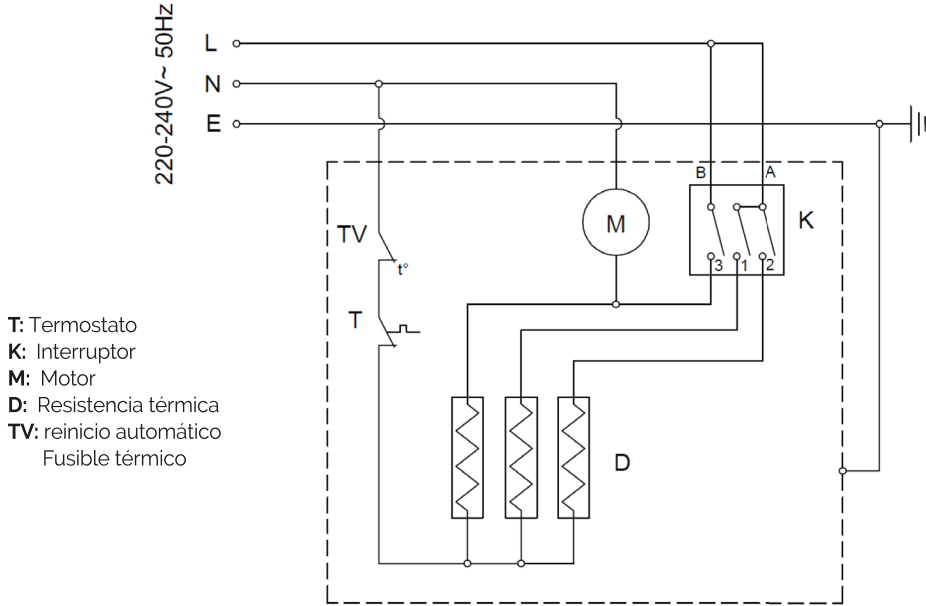 220-240V~ 50Hz
L
N
E
B A
K
M
TV
t°
3 1 2
T
D
T: Termostato
K: Interruptor
M: Motor
D: Resistencia térmica
TV: reinicio automático
Fusible térmico